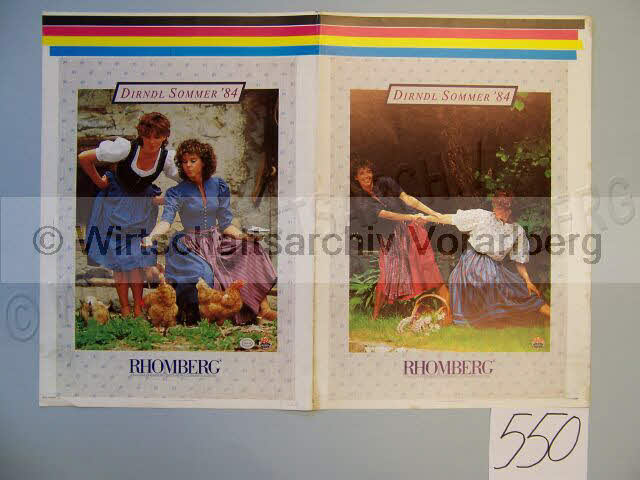 DIRNDL SOMMER '84
DIRNDL SOMMER '84
© Wirtschaftsarchiv Vorarlberg ©
RHOMBERG
RHOMBERG
550